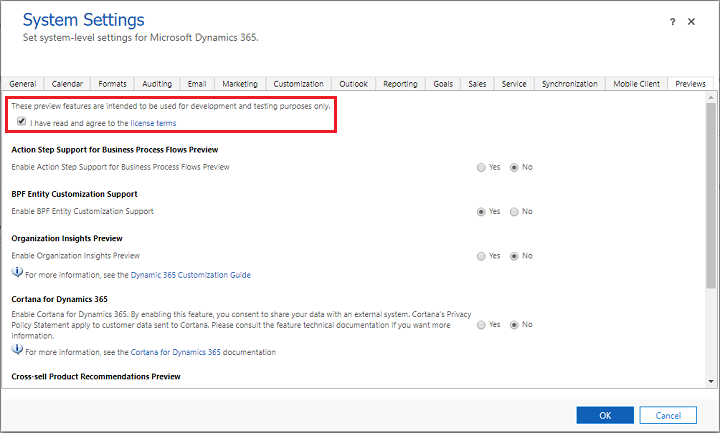 System Settings
? ✕
Set system-level settings for Microsoft Dynamics 365.
General Calendar Formats Auditing Email Marketing Customization Outlook Reporting Goals Sales Service Synchronization Mobile Client Previews
These preview features are intended to be used for development and testing purposes only.
I have read and agree to the license terms
Action Step Support for Business Process Flows Preview
Enable Action Step Support for Business Process Flows Preview Yes No
BPF Entity Customization Support
Enable BPF Entity Customization Support Yes No
Organization Insights Preview
Enable Organization Insights Preview Yes No
For more information, see the Dynamic 365 Customization Guide
Cortana for Dynamics 365
Enable Cortana for Dynamics 365. By enabling this feature, you consent to share your data with an external system. Cortana's Privacy
Policy Statement apply to customer data sent to Cortana. Please consult the feature technical documentation if you want more Yes No
information.
For more information, see the Cortana for Dynamics 365 documentation
Cross-sell Product Recommendations Preview
OK Cancel